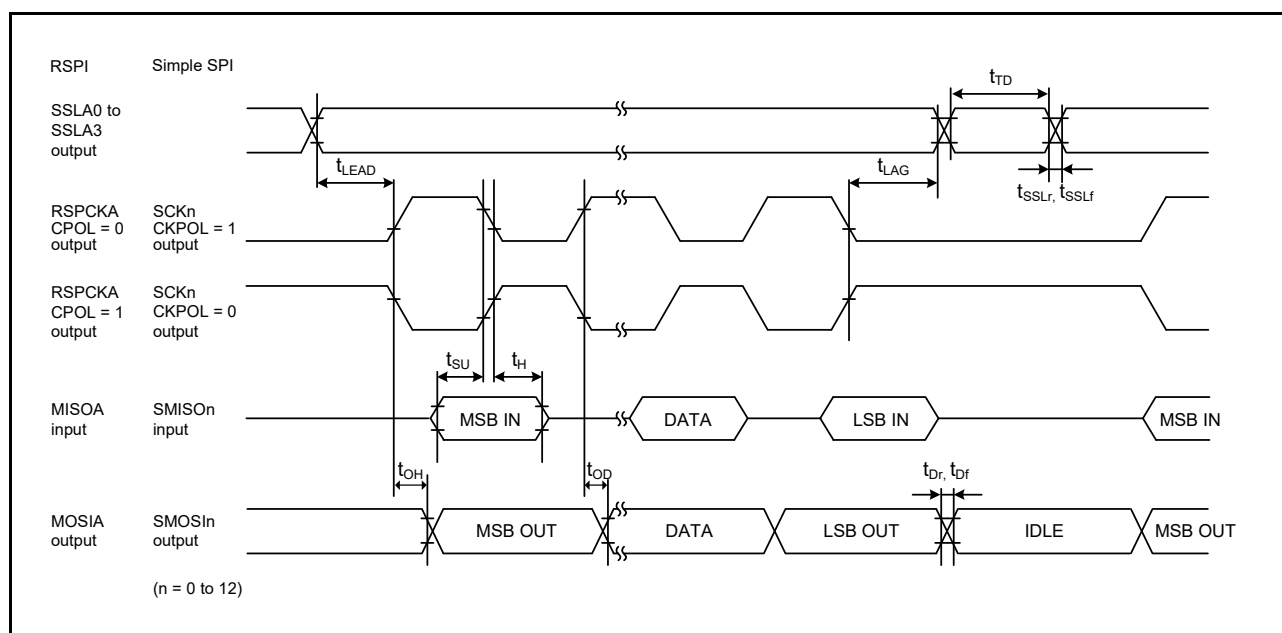 RSPI Simple SPI
SSLA0 to
SSLA3
output
tTD
tLEAD
tLAG
tSSLr, tSSLf
RSPCKA SCKn
CPOL = 0 CKPOL = 1
output output
RSPCKA SCKn
CPOL = 1 CKPOL = 0
output output
tSU tH
MISOA SMISOn
input input
MSB IN DATA LSB IN MSB IN
tOH tOD tDr, tDf
MOSIA SMOSIn
output output
MSB OUT DATA LSB OUT IDLE MSB OUT
(n = 0 to 12)